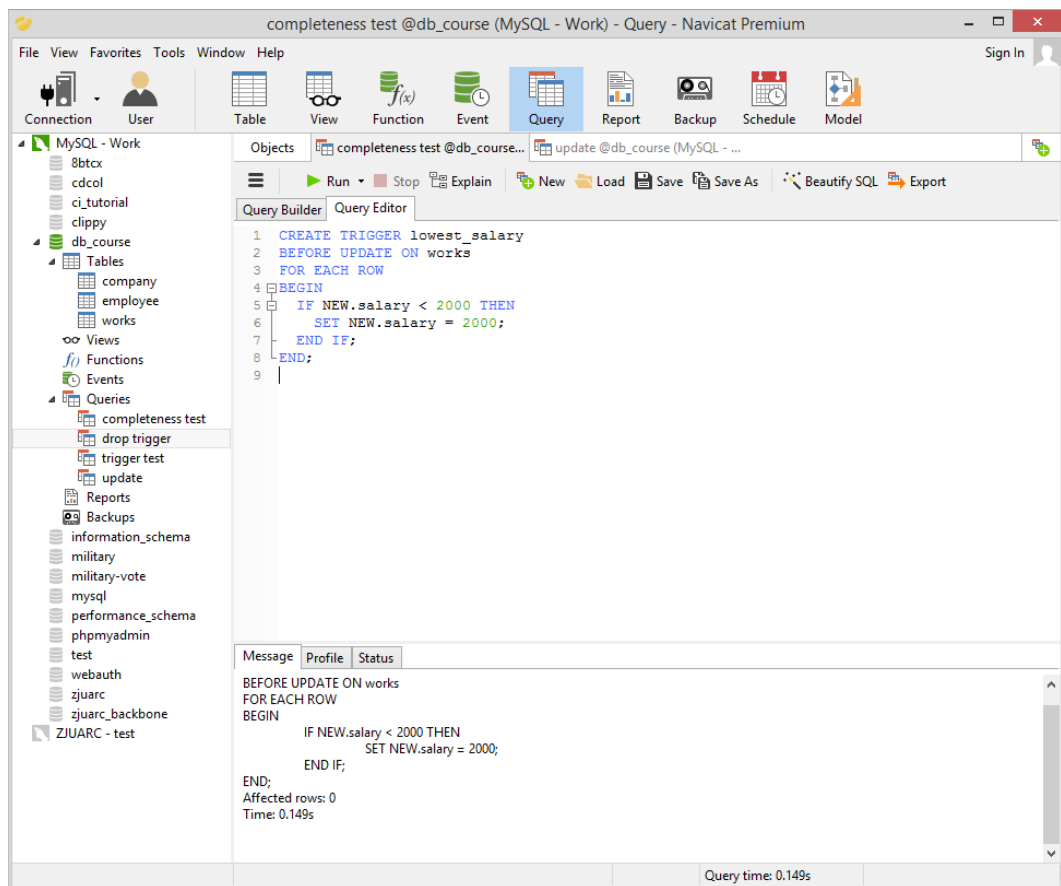 completeness test @db_course (MySQL - Work) - Query - Navicat Premium
File View Favorites Tools Window Help Sign In
Connection User Table View Function Event Query Report Backup Schedule Model
MySQL - Work
8btcx
cdcol
ci_tutorial
clippy
db_course
Tables
company
employee
works
Views
Functions
Events
Queries
completeness test
drop trigger
trigger test
update
Reports
Backups
information_schema
military
military-vote
mysql
performance_schema
phpmyadmin
test
webauth
zjuarc
zjuarc_backbone
ZJUARC - test
Objects completeness test @db_course... update @db_course (MySQL - ...
Run Stop Explain New Load Save Save As Beautify SQL Export
Query Builder Query Editor
1 CREATE TRIGGER lowest_salary
2 BEFORE UPDATE ON works
3 FOR EACH ROW
4 BEGIN
5 IF NEW.salary < 2000 THEN
6 SET NEW.salary = 2000;
7 END IF;
8 END;
9
Message Profile Status
BEFORE UPDATE ON works
FOR EACH ROW
BEGIN
IF NEW.salary < 2000 THEN
SET NEW.salary = 2000;
END IF;
END;
Affected rows: 0
Time: 0.149s
Query time: 0.149s